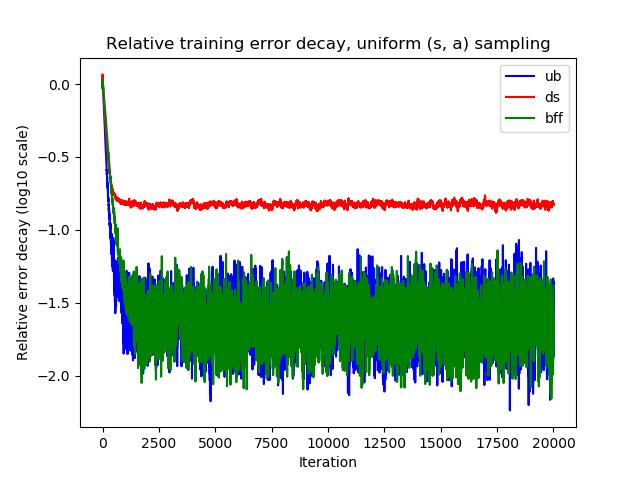 Relative training error decay, uniform (s, a) sampling
ub
ds
bff
Relative error decay (log10 scale)
0.0
−0.5
−1.0
−1.5
−2.0
0 2500 5000 7500 10000 12500 15000 17500 20000
Iteration